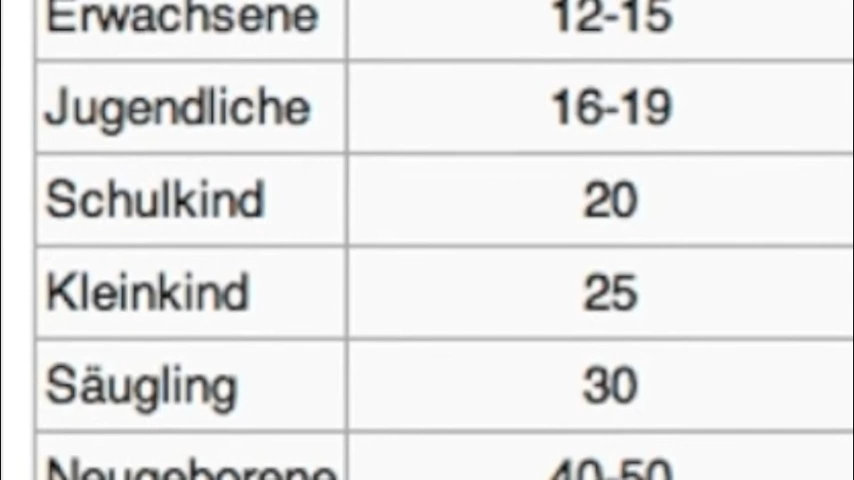 Erwachsene 12-15
Jugendliche 16-19
Schulkind 20
Kleinkind 25
Säugling 30
Neugeborene 40-50